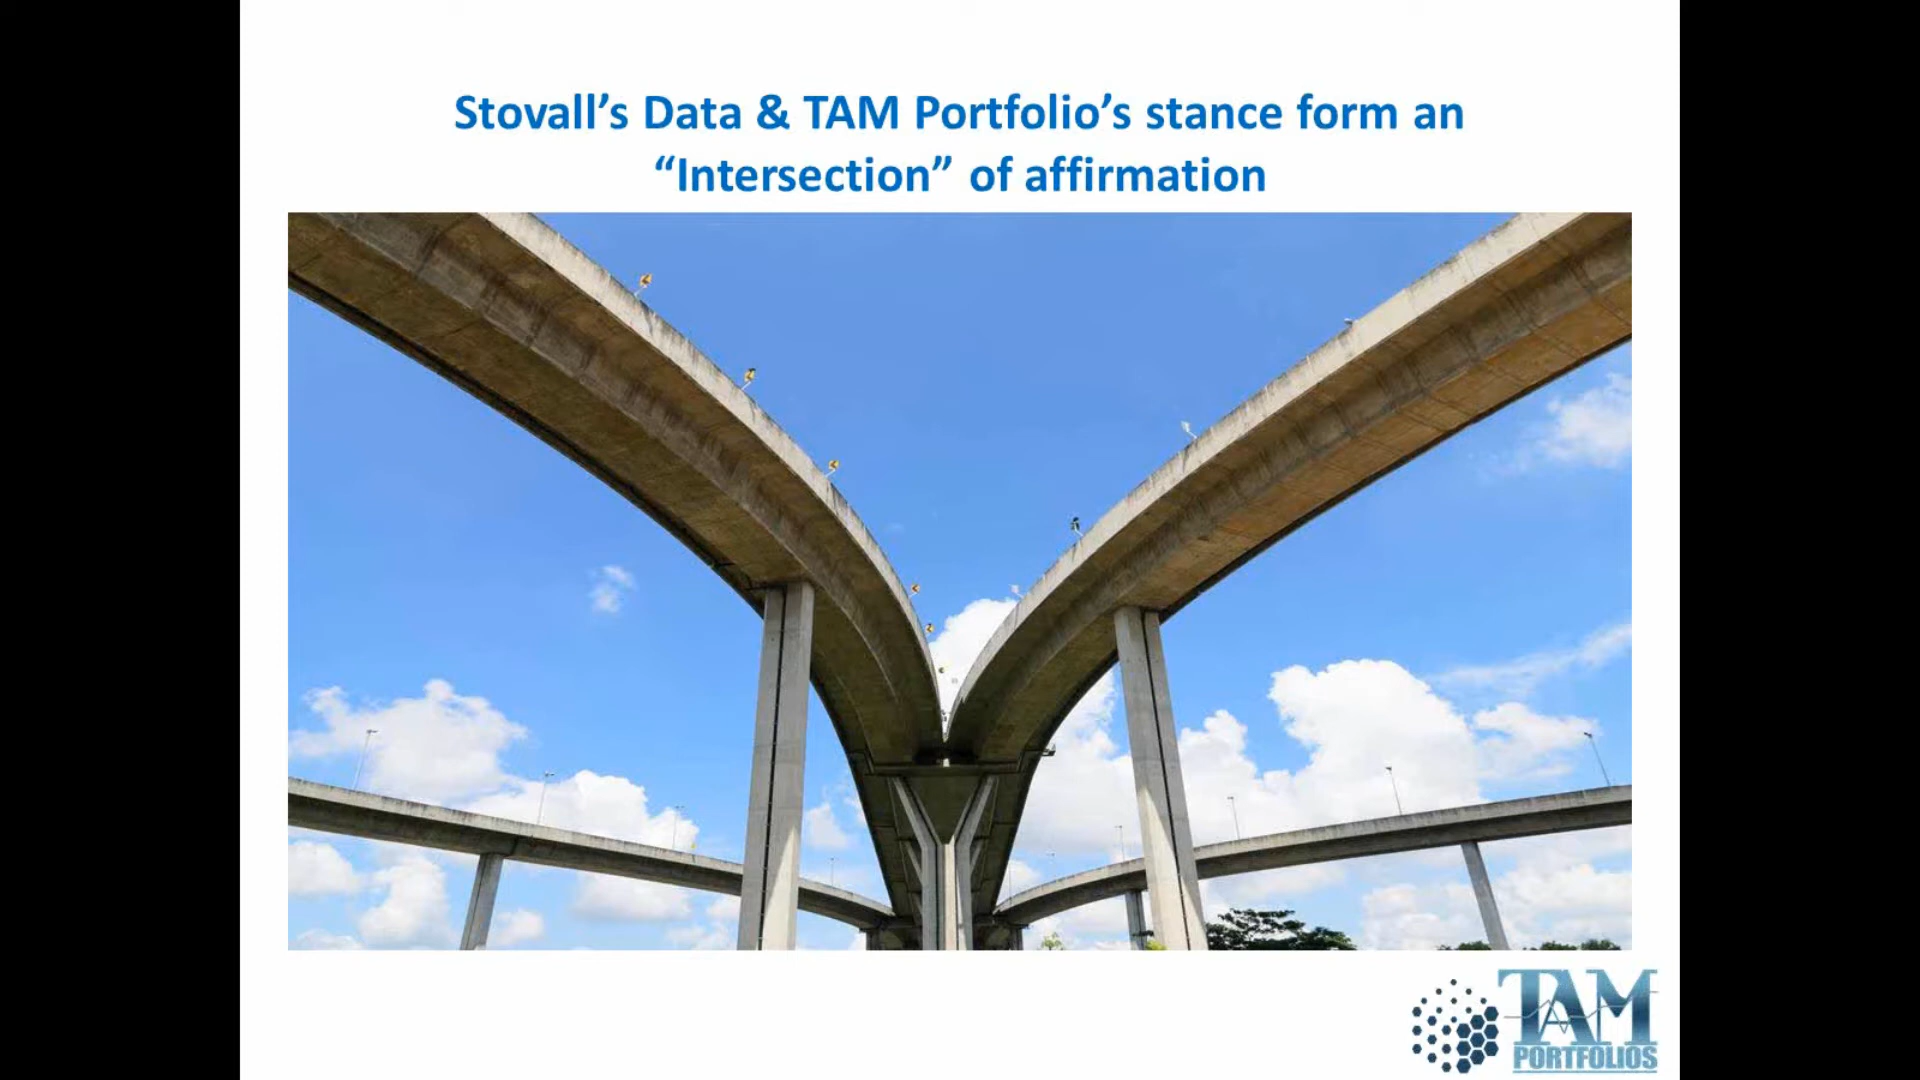 Stovall’s Data & TAM Portfolio’s stance form an
“Intersection” of affirmation
TAM
PORTFOLIOS